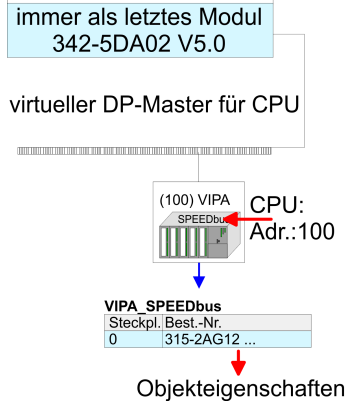 immer als letztes Modul
342-5DA02 V5.0
virtueller DP-Master für CPU
(100) VIPA
SPEEDbus
CPU:
Adr.:100
VIPA_SPEEDbus
Steckpl. Best.-Nr.
0 315-2AG12 ...
Objekteigenschaften